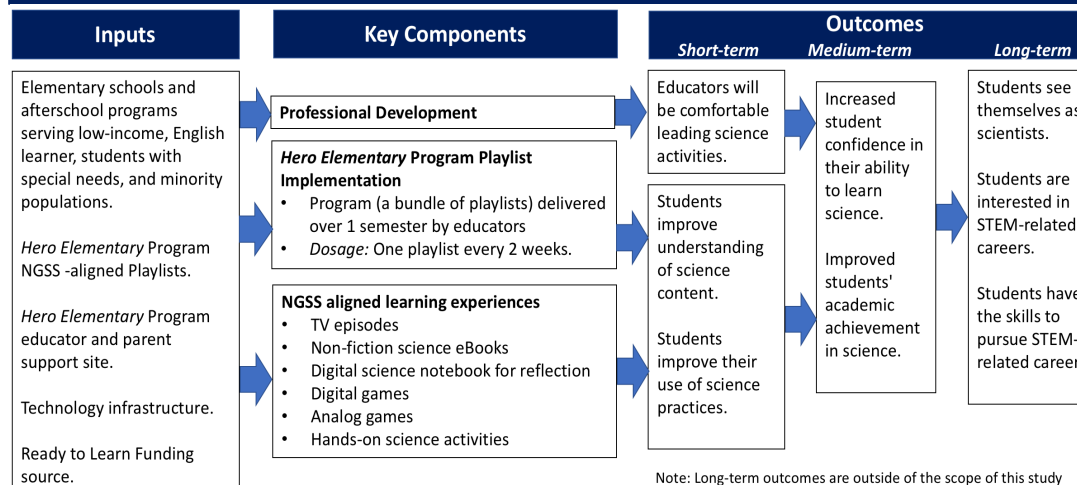 Inputs
Key Components
Outcomes
Short-term
Medium-term
Long-term
Elementary schools and
afterschool programs
serving low-income, English
learner, students with
special needs, and minority
populations.
Hero Elementary Program
NGSS -aligned Playlists.
Hero Elementary Program
educator and parent
support site.
Technology infrastructure.
Ready to Learn Funding
source.
Professional Development
Hero Elementary Program Playlist
Implementation
• Program (a bundle of playlists) delivered
over 1 semester by educators
• Dosage: One playlist every 2 weeks.
NGSS aligned learning experiences
• TV episodes
• Non-fiction science eBooks
• Digital science notebook for reflection
• Digital games
• Analog games
• Hands-on science activities
Educators will
be comfortable
leading science
activities.
Students
improve
understanding
of science
content.
Students
improve their
use of science
practices.
Increased
student
confidence in
their ability
to learn
science.
Improved
students'
academic
achievement
in science.
Students see
themselves as
scientists.
Students are
interested in
STEM-related
careers.
Students have
the skills to
pursue STEM-
related career
Note: Long-term outcomes are outside of the scope of this study